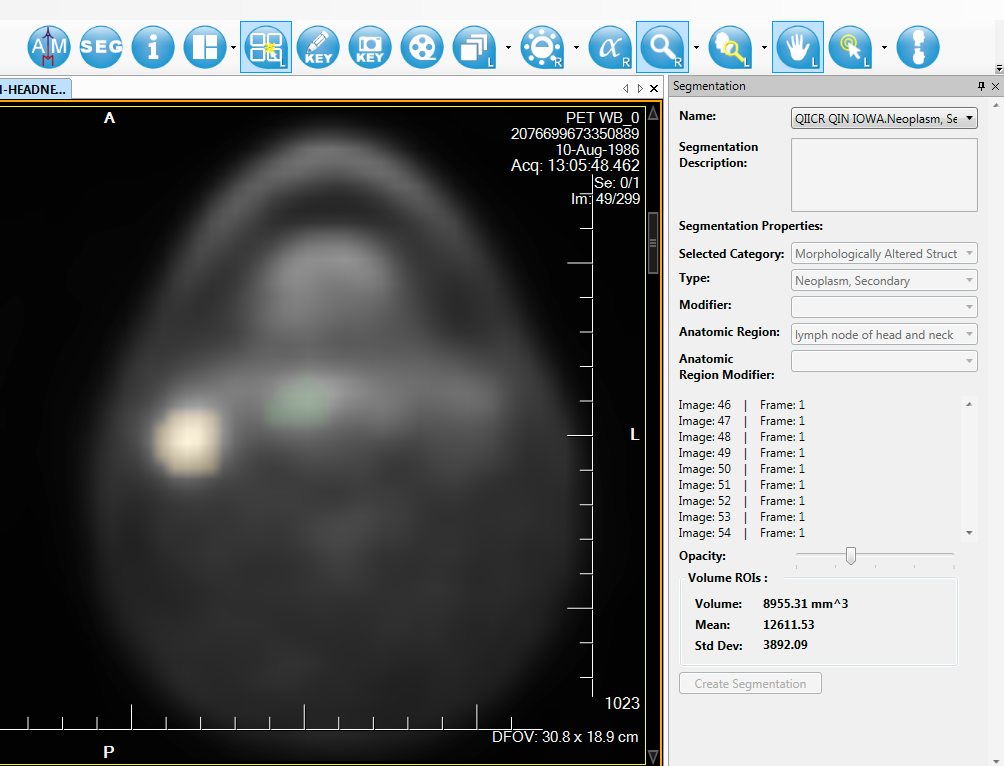 AIM SEG i L KEY KEY L R α R R L L L
I-HEADNE...
A
PET WB_0
2076699673350889
10-Aug-1986
Acq: 13:05:48.462
Se: 0/1
Im: 49/299
L
1023
DFOV: 30.8 x 18.9 cm
P
Segmentation
Name: QIICR QIN IOWA.Neoplasm, Se
Segmentation
Description:
Segmentation Properties:
Selected Category: Morphologically Altered Struct
Type: Neoplasm, Secondary
Modifier:
Anatomic Region: lymph node of head and neck
Anatomic
Region Modifier:
Image: 46 | Frame: 1
Image: 47 | Frame: 1
Image: 48 | Frame: 1
Image: 49 | Frame: 1
Image: 50 | Frame: 1
Image: 51 | Frame: 1
Image: 52 | Frame: 1
Image: 53 | Frame: 1
Image: 54 | Frame: 1
Opacity:
Volume ROIs :
Volume: 8955.31 mm^3
Mean: 12611.53
Std Dev: 3892.09
Create Segmentation